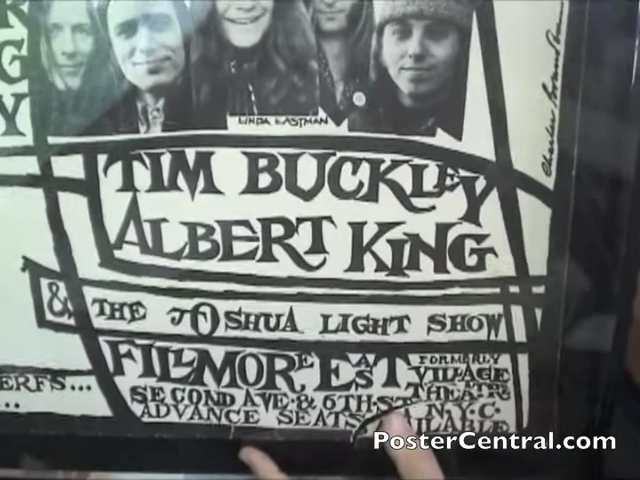 R
G
Y
LINDA EASTMAN
TIM BUCKLEY
ALBERT KING
& THE JOSHUA LIGHT SHOW
FILLMORE EAST FORMERLY VILLAGE THEATRE
ERFS...
SECOND AVE & 6TH ST N.Y.C.
..
ADVANCE SEATS
PosterCentral.com